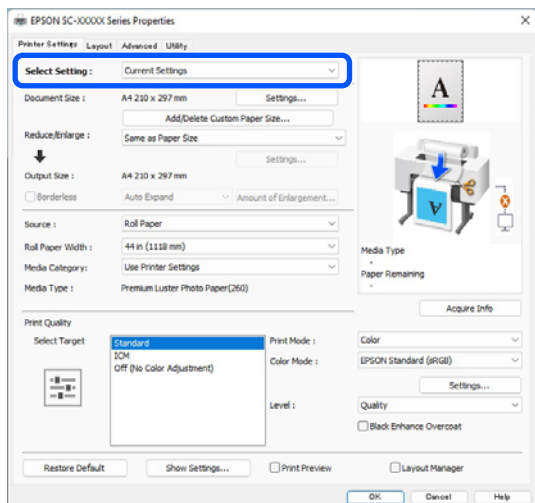 EPSON SC-XXXXX Series Properties
Printer Settings Layout Advanced Utility
Select Setting : Current Settings
Document Size : A4 210 x 297 mm Settings...
Add/Delete Custom Paper Size...
Reduce/Enlarge : Same as Paper Size
Settings...
Output Size : A4 210 x 297 mm
Borderless Auto Expand Amount of Enlargement...
Source : Roll Paper
Roll Paper Width : 44 in (1118 mm)
Media Category: Use Printer Settings
Media Type : Premium Luster Photo Paper(260)
A
A
Media Type
-
Paper Remaining
-
Acquire Info
Print Quality
Select Target
Standard
ICM
Off (No Color Adjustment)
Print Mode : Color
Color Mode : EPSON Standard (sRGB)
Settings...
Level : Quality
Black Enhance Overcoat
Restore Default Show Settings... Print Preview Layout Manager
OK Cancel Help